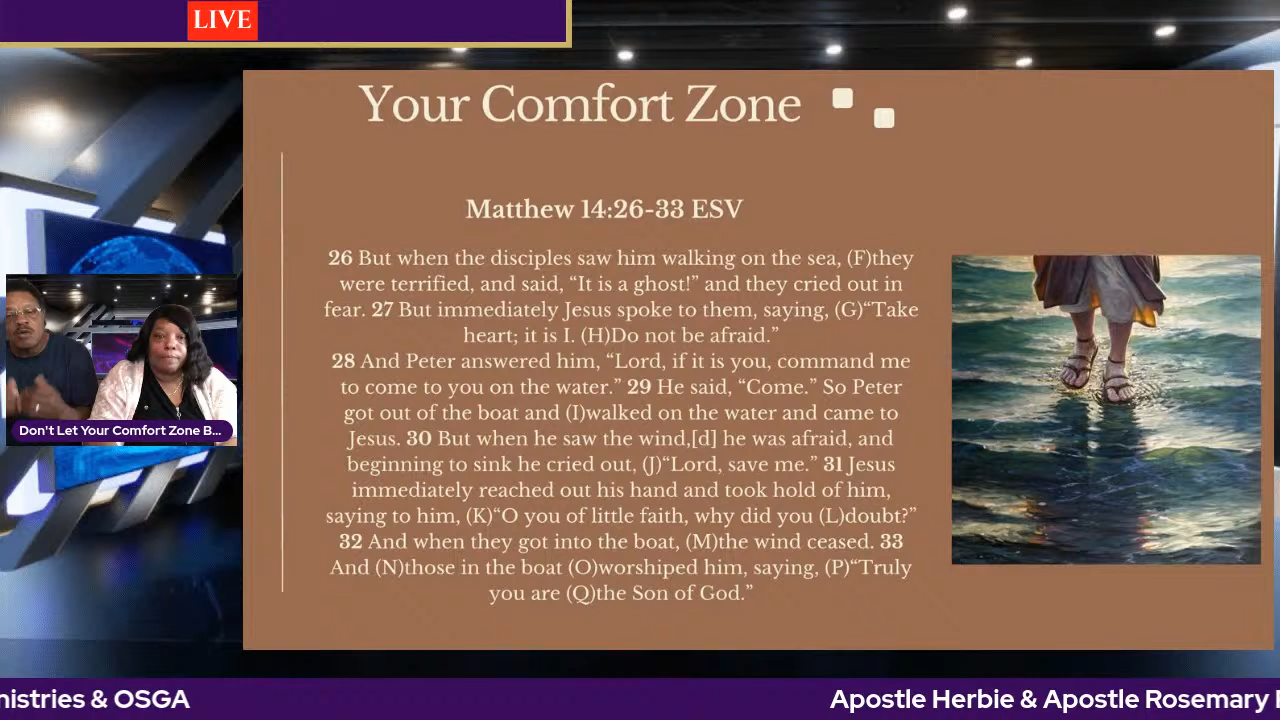 LIVE
Your Comfort Zone
Matthew 14:26-33 ESV
26 But when the disciples saw him walking on the sea, (F)they
were terrified, and said, “It is a ghost!” and they cried out in
fear. 27 But immediately Jesus spoke to them, saying, (G)“Take
heart; it is I. (H)Do not be afraid.”
28 And Peter answered him, “Lord, if it is you, command me
to come to you on the water.” 29 He said, “Come.” So Peter
got out of the boat and (I)walked on the water and came to
Jesus. 30 But when he saw the wind,[d] he was afraid, and
beginning to sink he cried out, (J)“Lord, save me.” 31 Jesus
immediately reached out his hand and took hold of him,
saying to him, (K)“O you of little faith, why did you (L)doubt?”
32 And when they got into the boat, (M)the wind ceased. 33
And (N)those in the boat (O)worshiped him, saying, (P)“Truly
you are (Q)the Son of God.”
Don't Let Your Comfort Zone B...
nistries & OSGA
Apostle Herbie & Apostle Rosemary